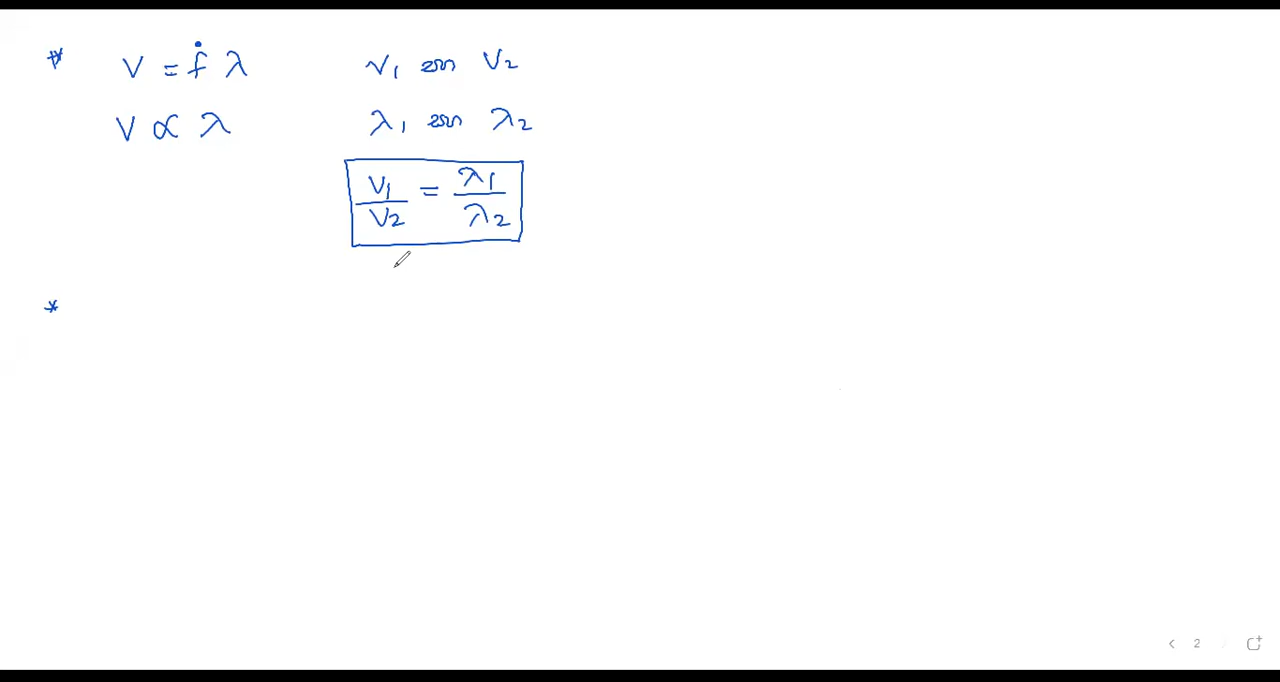 * V = ḟ λ V₁ V₂
V ∝ λ λ₁ λ₂
V₁/V₂ = λ₁/λ₂
*
< 2 >